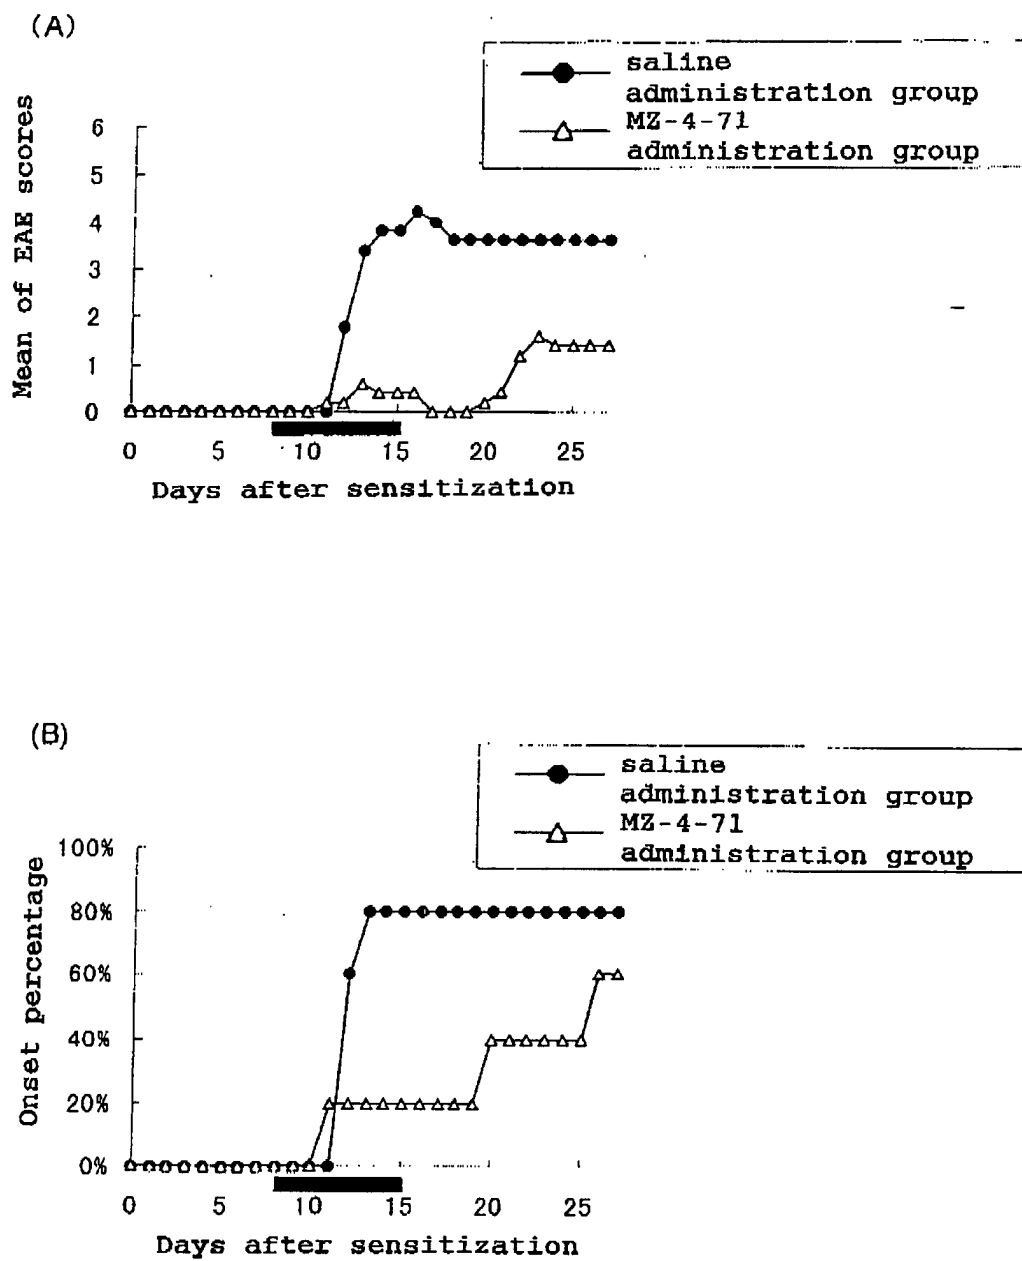 (A)
saline
administration group
MZ-4-71
administration group
Mean of EAE scores
6
5
4
3
2
1
0
0 5 10 15 20 25
Days after sensitization
(B)
saline
administration group
MZ-4-71
administration group
Onset percentage
100%
80%
60%
40%
20%
0%
0 5 10 15 20 25
Days after sensitization